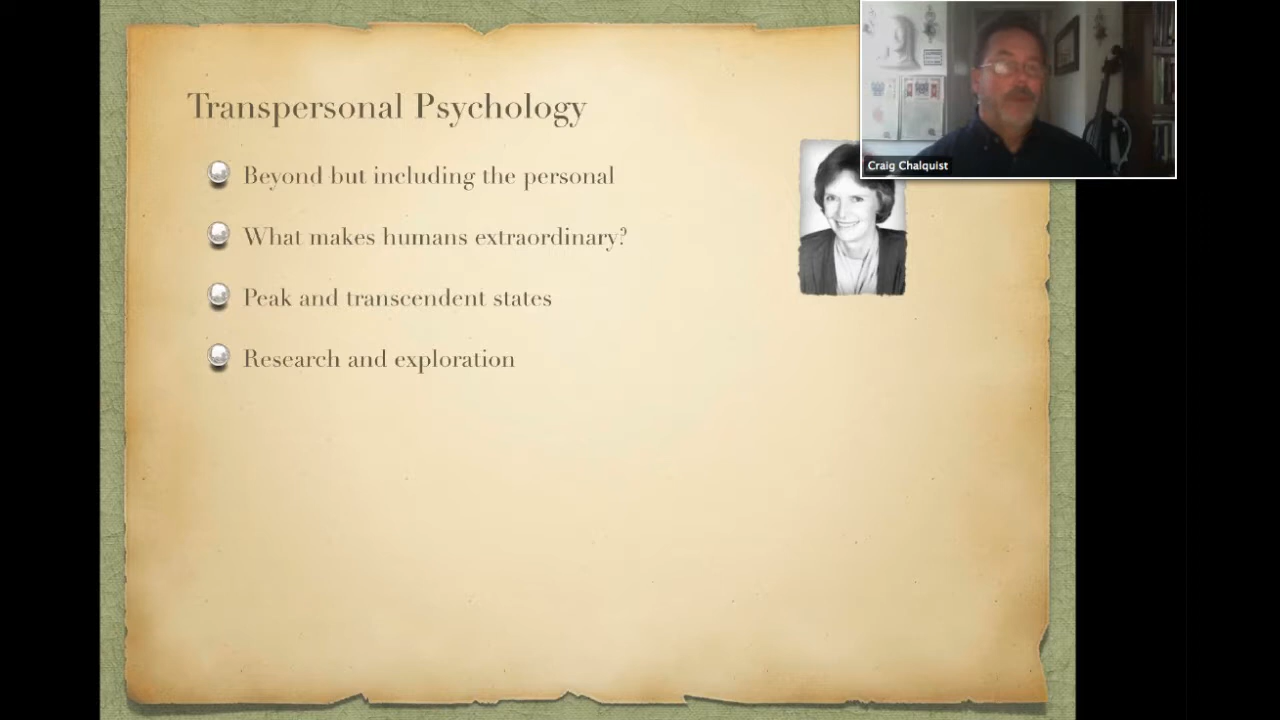 Transpersonal Psychology
Beyond but including the personal
What makes humans extraordinary?
Peak and transcendent states
Research and exploration
Craig Chalquist